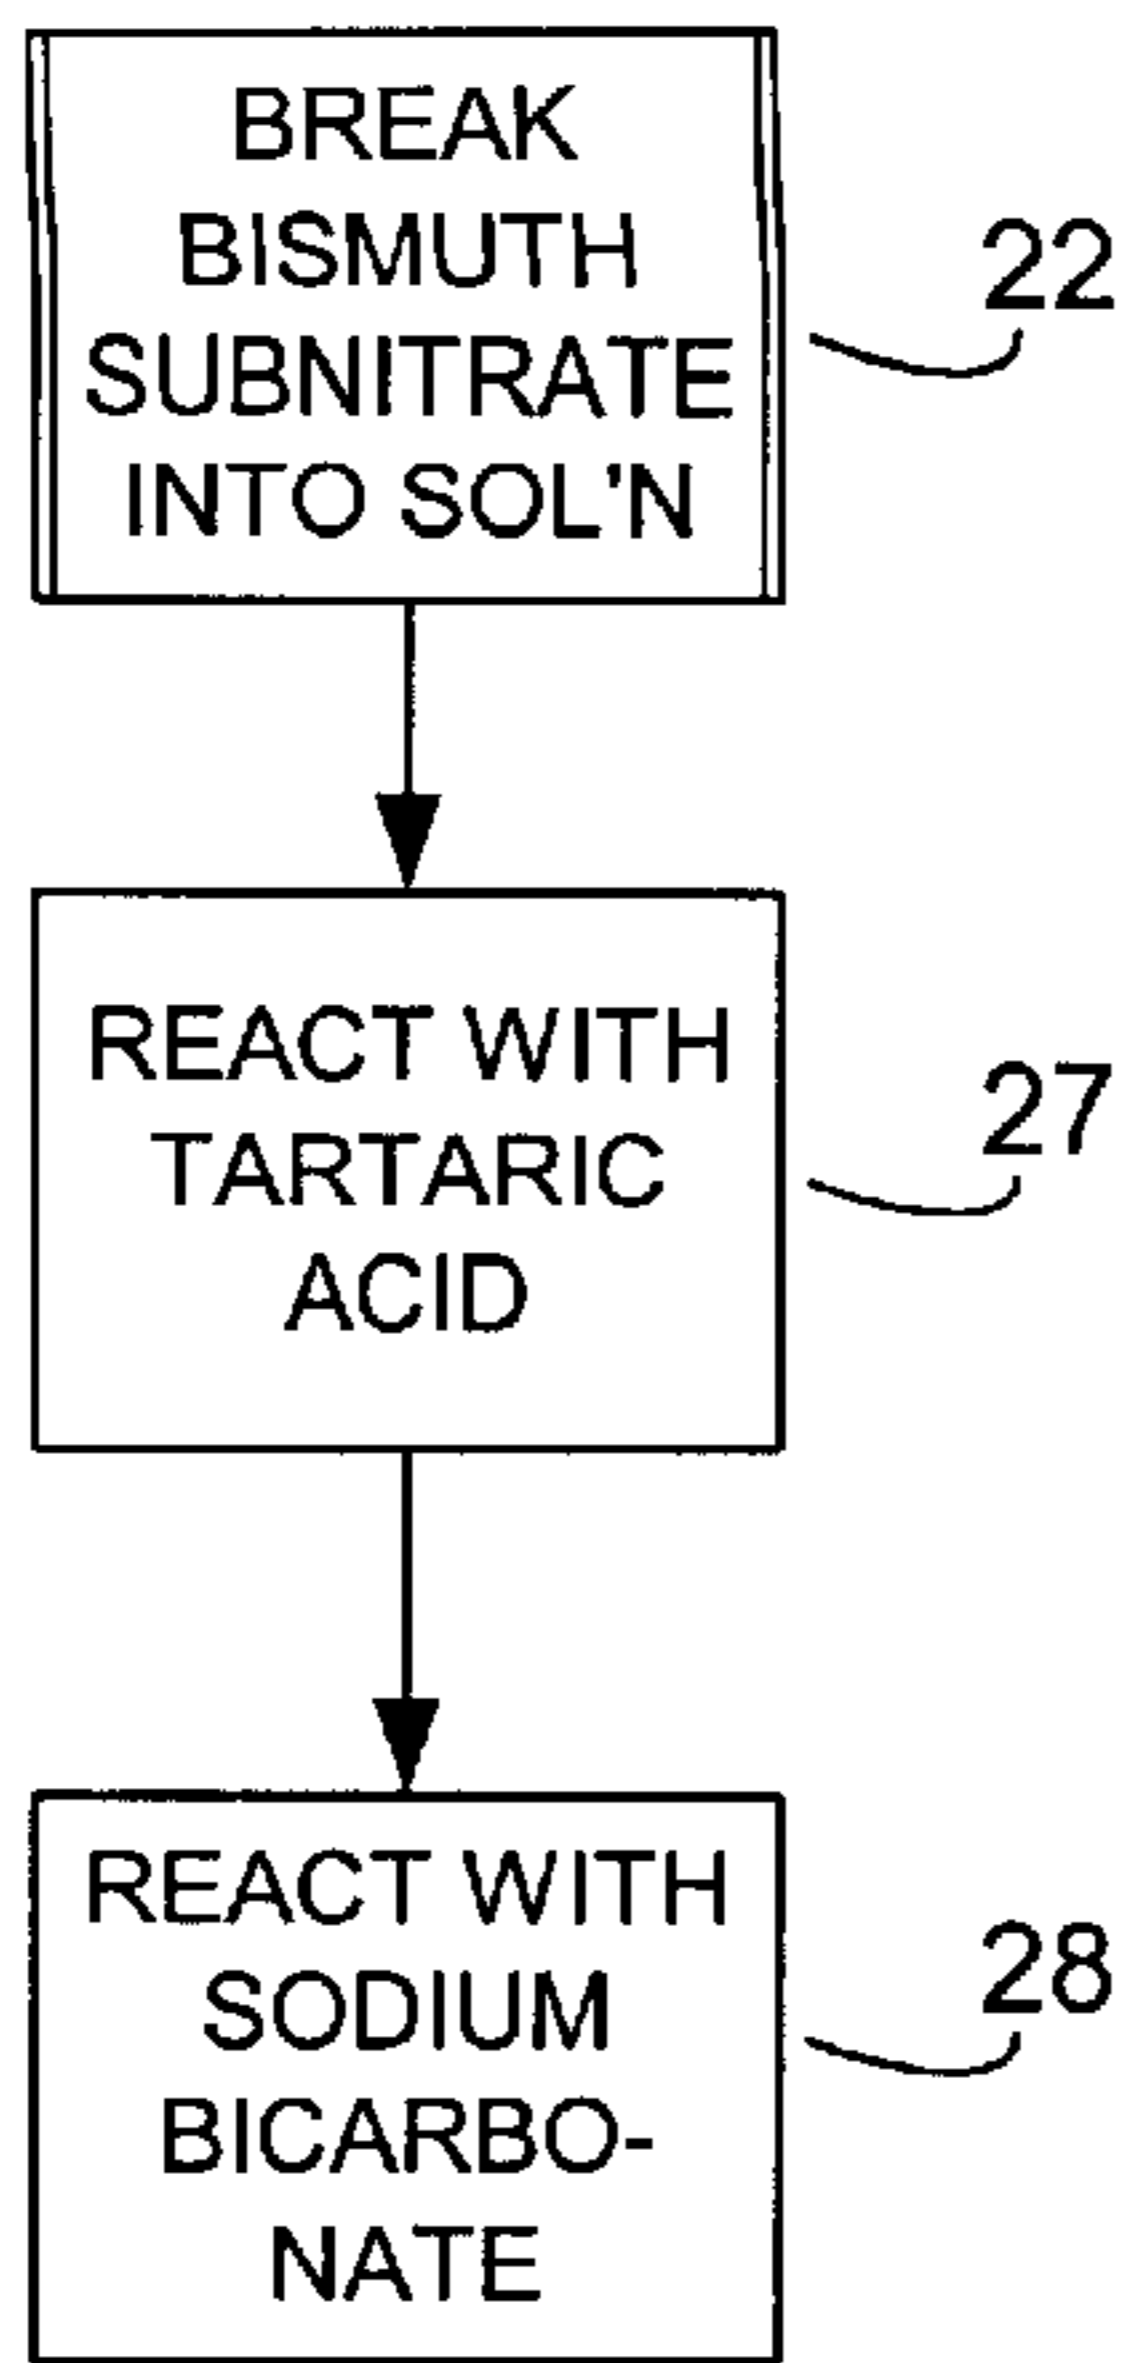 BREAK
BISMUTH
SUBNITRATE
INTO SOL'N
22
REACT WITH
TARTARIC
ACID
27
REACT WITH
SODIUM
BICARBO-
NATE
28